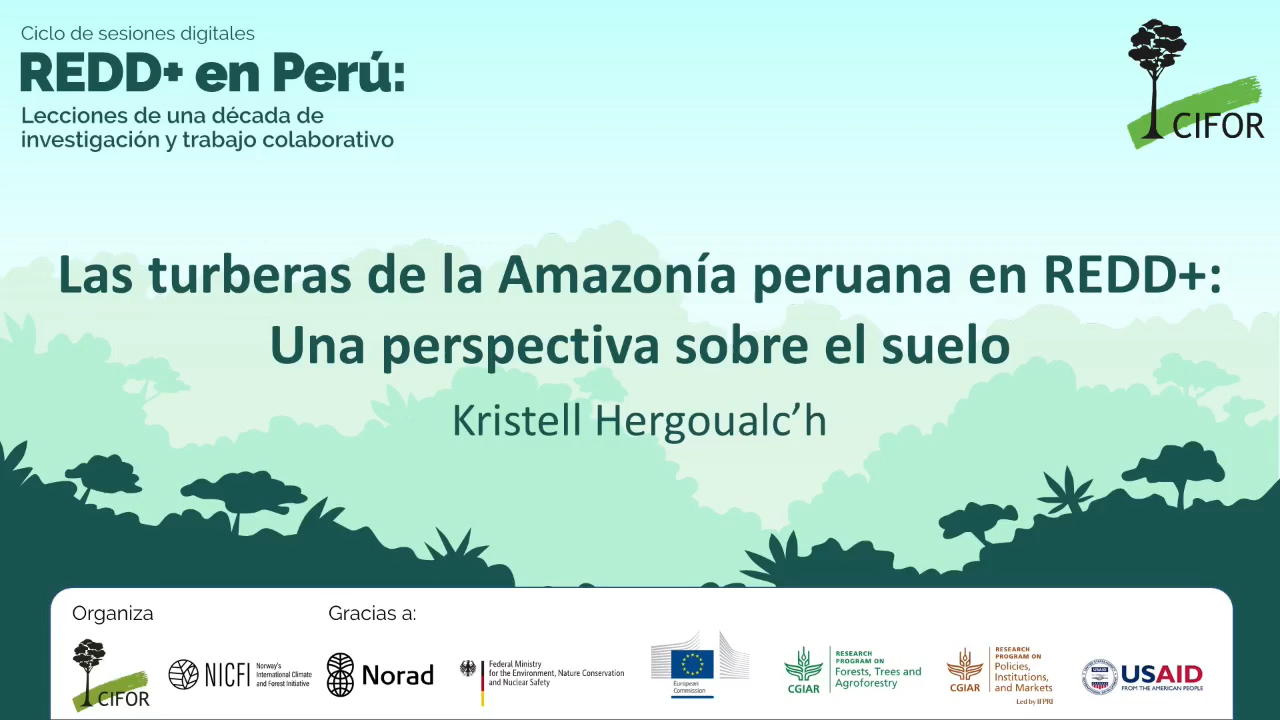 Ciclo de sesiones digitales
REDD+ en Perú:
Lecciones de una década de
investigación y trabajo colaborativo
CIFOR
Las turberas de la Amazonía peruana en REDD+:
Una perspectiva sobre el suelo
Kristell Hergoualc’h
Organiza
Gracias a:
CIFOR
NICFI
Norway's
International Climate
and Forest Initiative
Norad
Federal Ministry
for the Environment, Nature Conservation
and Nuclear Safety
European
Commission
CGIAR
RESEARCH
PROGRAM ON
Forests, Trees and
Agroforestry
CGIAR
RESEARCH
PROGRAM ON
Policies,
Institutions,
and Markets
Led by IFPRI
USAID
FROM THE AMERICAN PEOPLE